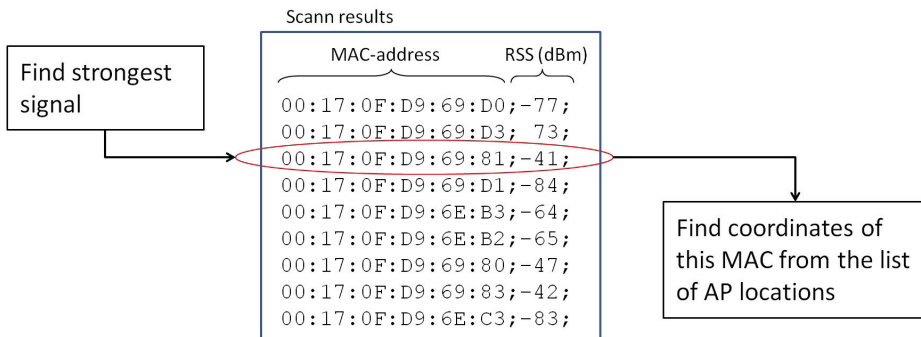 Scann results
Find strongest
signal
MAC-address RSS (dBm)
00:17:0F:D9:69:D0;-77;
00:17:0F:D9:69:D3; 73;
00:17:0F:D9:69:81;-41;
00:17:0F:D9:69:D1;-84;
00:17:0F:D9:6E:B3;-64;
00:17:0F:D9:6E:B2;-65;
00:17:0F:D9:69:80;-47;
00:17:0F:D9:69:83;-42;
00:17:0F:D9:6E:C3;-83;
Find coordinates of
this MAC from the list
of AP locations